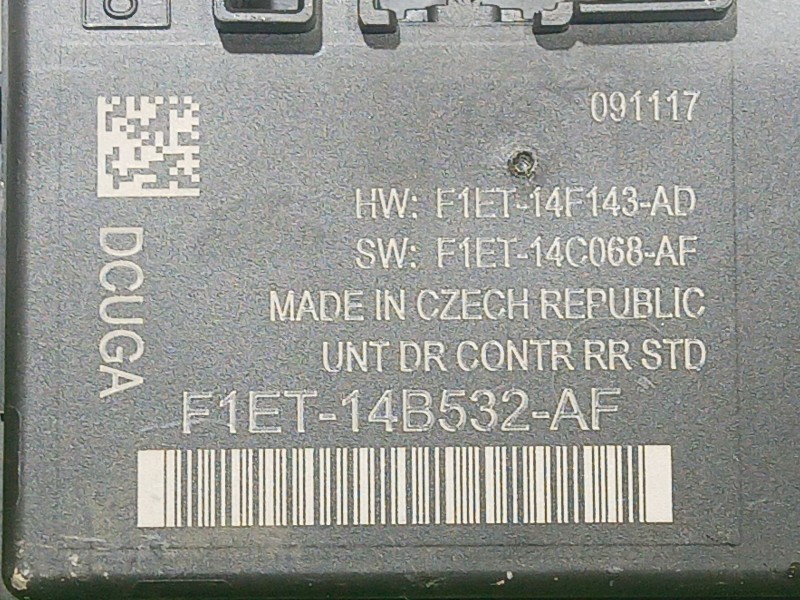 091117
HW: F1ET-14F143-AD
SW: F1ET-14C068-AF
MADE IN CZECH REPUBLIC
UNT DR CONTR RR STD
DCUGA
F1ET-14B532-AF